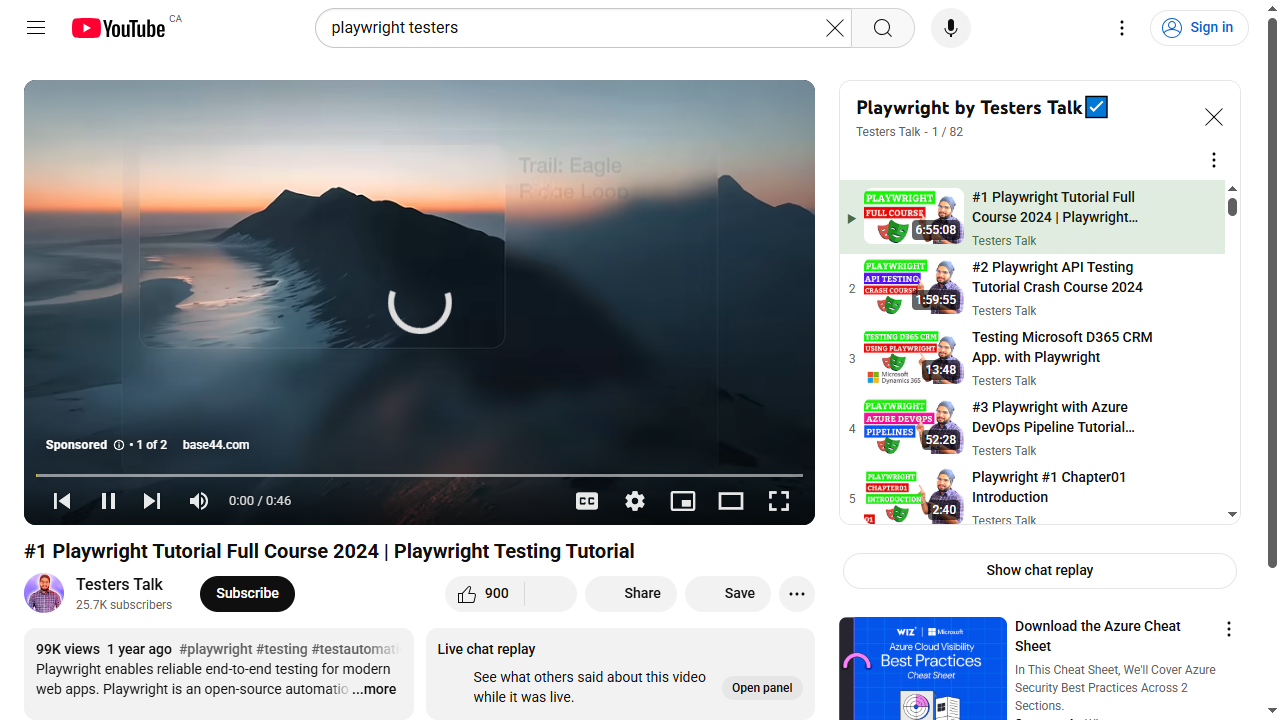 YouTube CA
playwright testers
Sign in
Trail: Eagle
Ridge Loop
Sponsored • 1 of 2 base44.com
0:00 / 0:46
CC
#1 Playwright Tutorial Full Course 2024 | Playwright Testing Tutorial
Testers Talk
25.7K subscribers
Subscribe
900
Share
Save
99K views 1 year ago #playwright #testing #testautomati
Playwright enables reliable end-to-end testing for modern
web apps. Playwright is an open-source automatio ...more
Live chat replay
See what others said about this video
while it was live.
Open panel
Playwright by Testers Talk☑️
Testers Talk - 1 / 82
PLAYWRIGHT
FULL COURSE
6:55:08
#1 Playwright Tutorial Full
Course 2024 | Playwright...
Testers Talk
2
PLAYWRIGHT
API TESTING
CRASH COURSE
1:59:55
#2 Playwright API Testing
Tutorial Crash Course 2024
Testers Talk
3
TESTING D365 CRM
USING PLAYWRIGHT
Microsoft
Dynamics 365
13:48
Testing Microsoft D365 CRM
App. with Playwright
Testers Talk
4
PLAYWRIGHT
AZURE DEVOPS
PIPELINES
52:28
#3 Playwright with Azure
DevOps Pipeline Tutorial...
Testers Talk
5
PLAYWRIGHT
CHAPTER01
INTRODUCTION
01
2:40
Playwright #1 Chapter01
Introduction
Testers Talk
Show chat replay
WIZ | Microsoft
Azure Cloud Visibility
Best Practices
Cheat Sheet
Download the Azure Cheat
Sheet
In This Cheat Sheet, We'll Cover Azure
Security Best Practices Across 2
Sections.